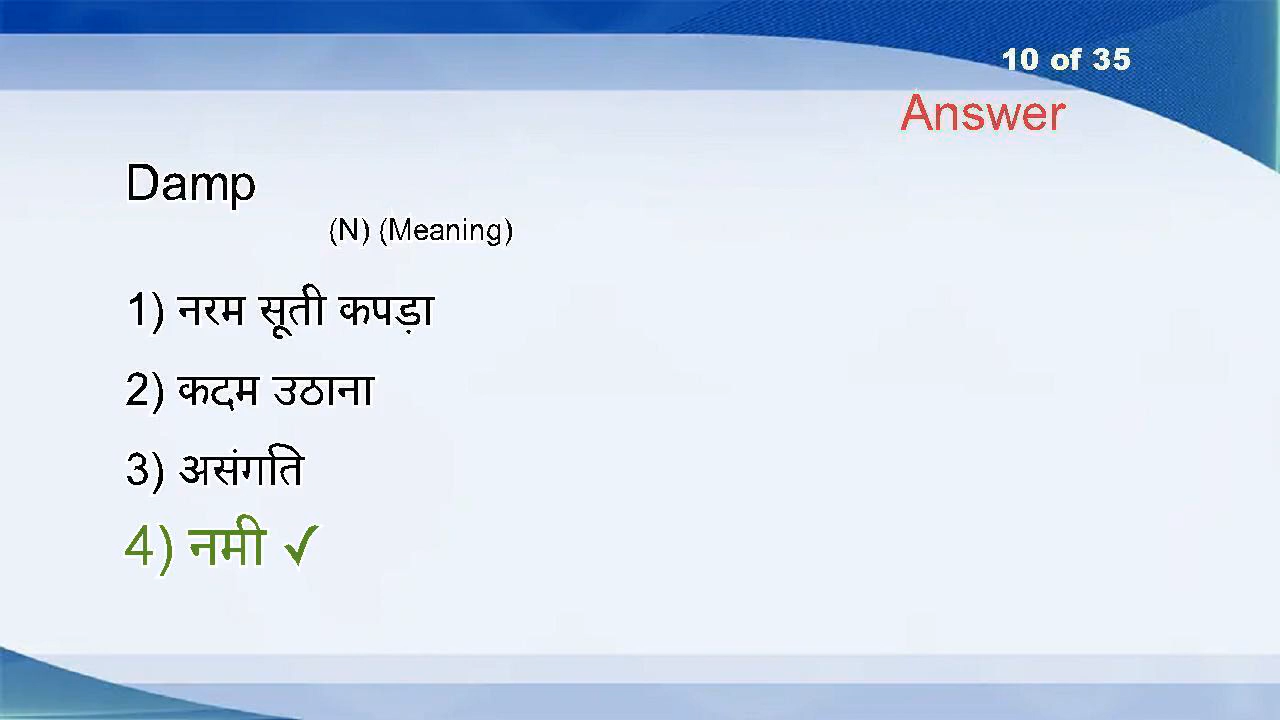 10 of 35
Answer
Damp
(N) (Meaning)
1) नरम सूती कपड़ा
2) कदम उठाना
3) असंगति
4) नमी ✓